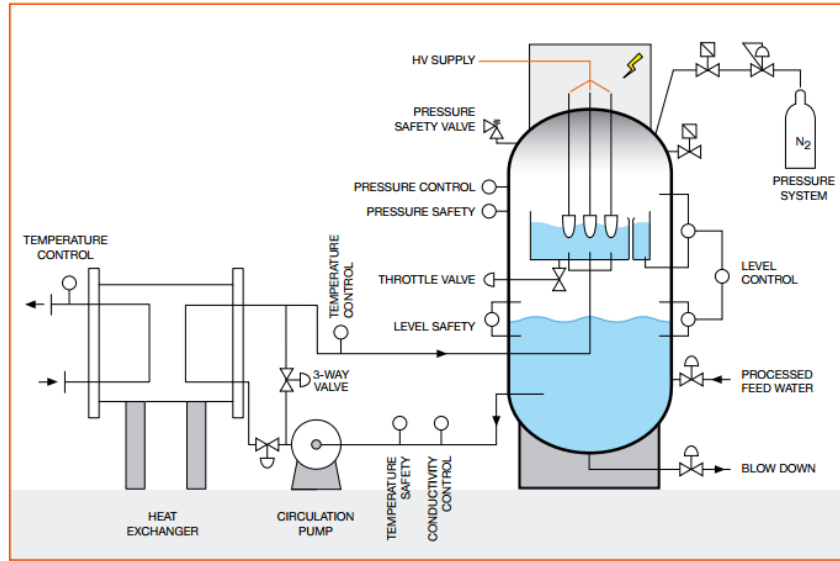 HV SUPPLY
PRESSURE
SAFETY VALVE
N2
PRESSURE
SYSTEM
PRESSURE CONTROL
PRESSURE SAFETY
TEMPERATURE
CONTROL
TEMPERATURE
CONTROL
THROTTLE VALVE
LEVEL
CONTROL
LEVEL SAFETY
3-WAY
VALVE
PROCESSED
FEED WATER
TEMPERATURE
SAFETY
CONDUCTIVITY
CONTROL
BLOW DOWN
HEAT
EXCHANGER
CIRCULATION
PUMP